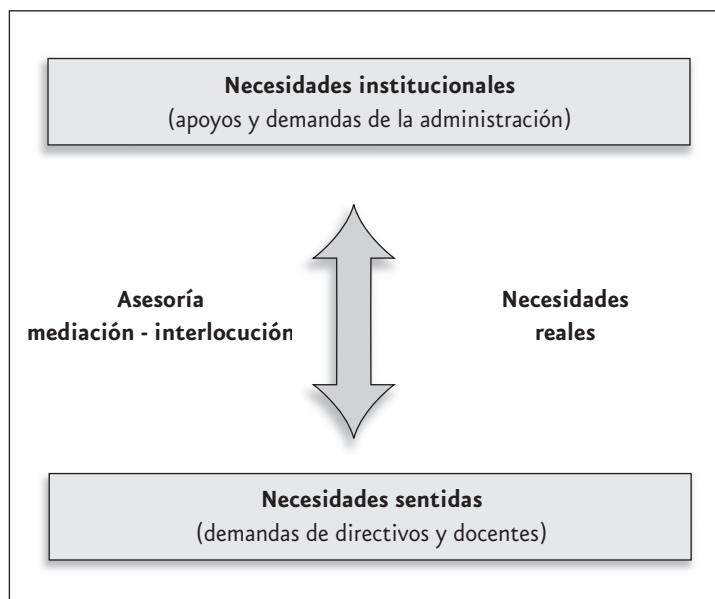 Necesidades institucionales
(apoyos y demandas de la administración)
Asesoría
mediación - interlocución
Necesidades
reales
Necesidades sentidas
(demandas de directivos y docentes)